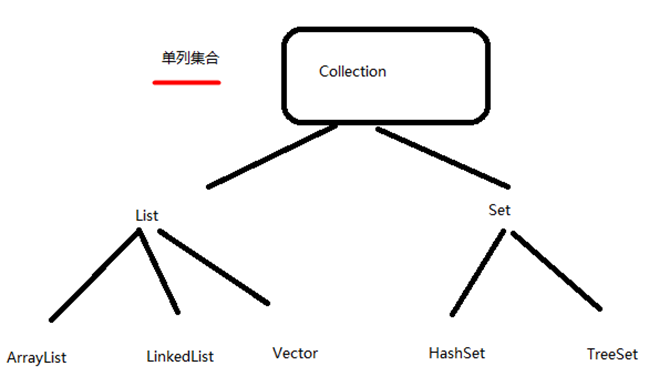 单列集合
Collection
List
Set
ArrayList
LinkedList
Vector
HashSet
TreeSet